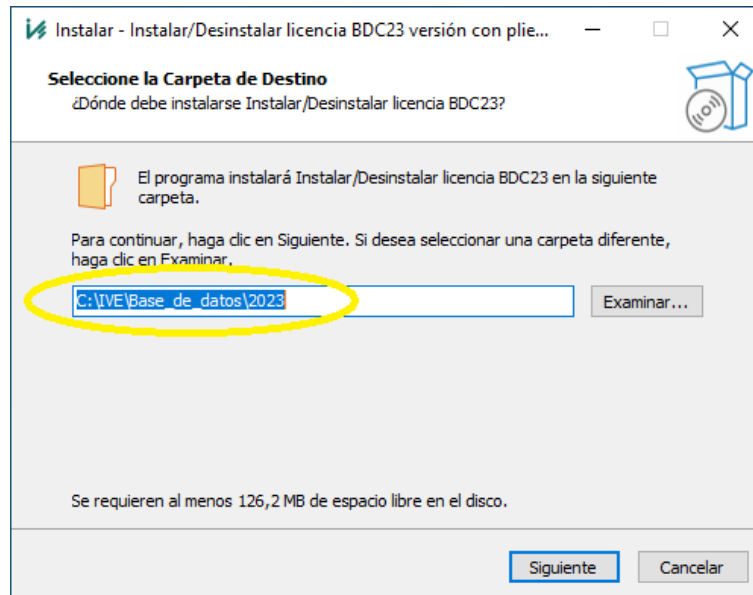 Instalar - Instalar/Desinstalar licencia BDC23 versión con plie...
Seleccione la Carpeta de Destino
¿Dónde debe instalarse Instalar/Desinstalar licencia BDC23?
El programa instalará Instalar/Desinstalar licencia BDC23 en la siguiente
carpeta.
Para continuar, haga clic en Siguiente. Si desea seleccionar una carpeta diferente,
haga clic en Examinar.
C:\IVE\Base_de_datos\2023
Examinar...
Se requieren al menos 126,2 MB de espacio libre en el disco.
Siguiente
Cancelar